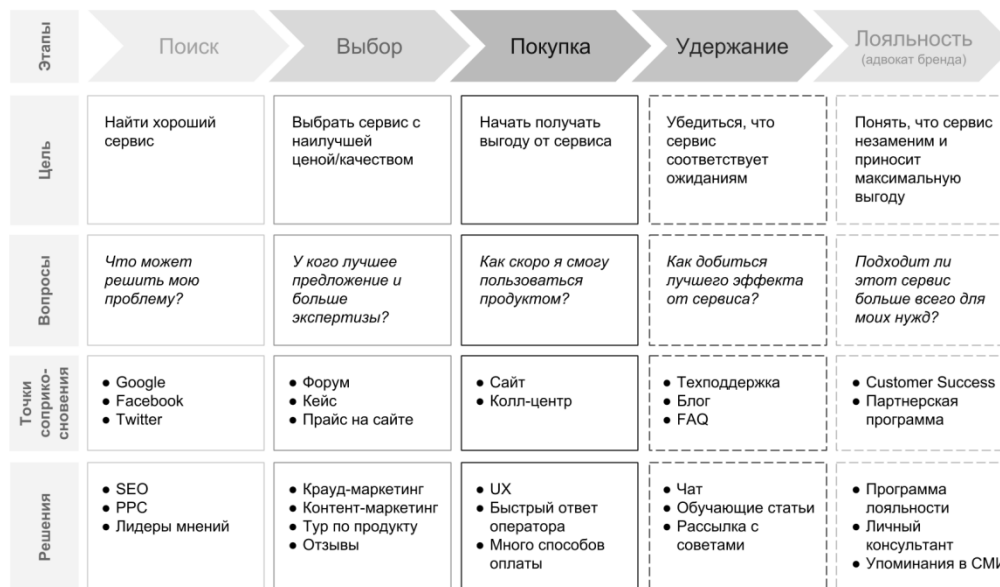 Этапы
Поиск
Выбор
Покупка
Удержание
Лояльность
(адвокат бренда)
Цель
Найти хороший
сервис
Выбрать сервис с
наилучшей
ценой/качеством
Начать получать
выгоду от сервиса
Убедиться, что
сервис
соответствует
ожиданиям
Понять, что сервис
незаменим и
приносит
максимальную
выгоду
Вопросы
Что может
решить мою
проблему?
У кого лучшее
предложение и
больше
экспертизы?
Как скоро я смогу
пользоваться
продуктом?
Как добиться
лучшего эффекта
от сервиса?
Подходит ли
этот сервис
больше всего для
моих нужд?
Точки
соприко-
сновения
● Google
● Facebook
● Twitter
● Форум
● Кейс
● Прайс на сайте
● Сайт
● Колл-центр
● Техподдержка
● Блог
● FAQ
● Customer Success
● Партнерская
программа
Решения
● SEO
● PPC
● Лидеры мнений
● Крауд-маркетинг
● Контент-маркетинг
● Тур по продукту
● Отзывы
● UX
● Быстрый ответ
оператора
● Много способов
оплаты
● Чат
● Обучающие статьи
● Рассылка с
советами
● Программа
лояльности
● Личный
консультант
● Упоминания в СМИ